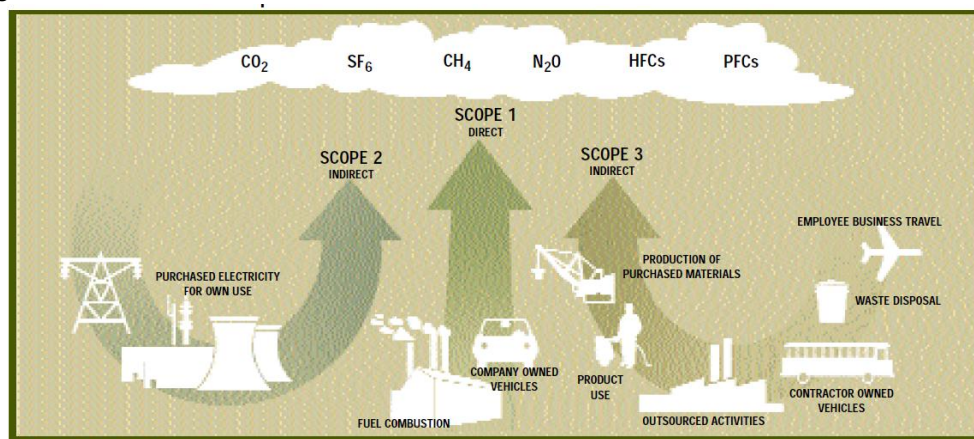 CO₂ SF₆ CH₄ N₂O HFCs PFCs
SCOPE 1
DIRECT
SCOPE 2
INDIRECT
SCOPE 3
INDIRECT
EMPLOYEE BUSINESS TRAVEL
PURCHASED ELECTRICITY
FOR OWN USE
PRODUCTION OF
PURCHASED MATERIALS
WASTE DISPOSAL
COMPANY OWNED
VEHICLES
PRODUCT
USE
CONTRACTOR OWNED
VEHICLES
FUEL COMBUSTION
OUTSOURCED ACTIVITIES